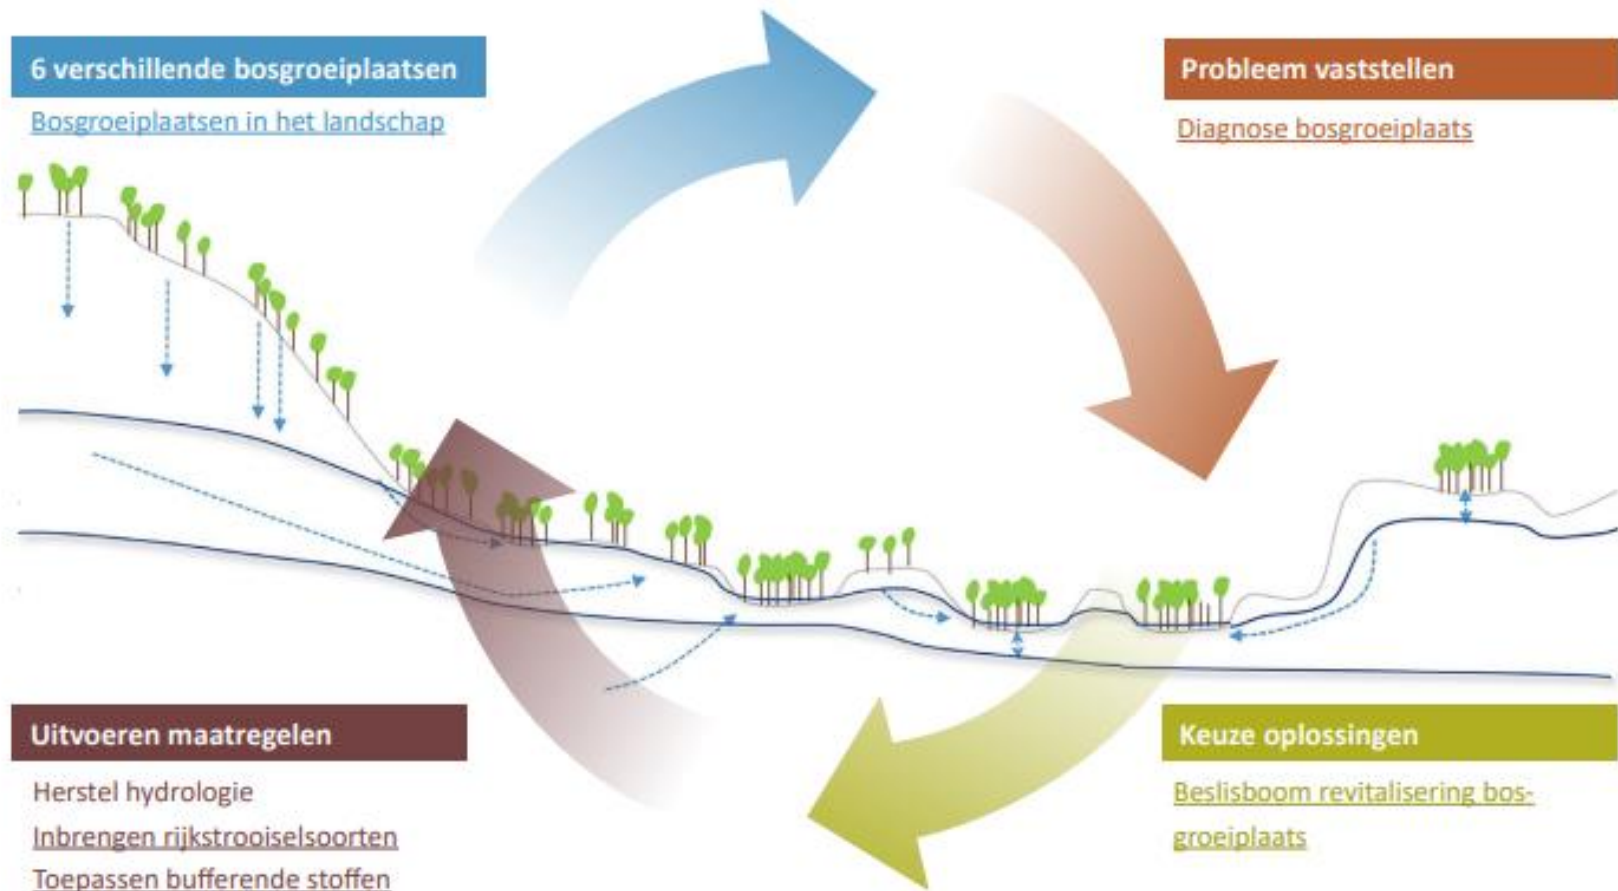 6 verschillende bosgroeiplaatsen
Bosgroeiplaatsen in het landschap
Probleem vaststellen
Diagnose bosgroeiplaats
Uitvoeren maatregelen
Herstel hydrologie
Inbrengen rijkstrooiselsoorten
Toepassen bufferende stoffen
Keuze oplossingen
Beslisboom revitalisering bos-
groeiplaats